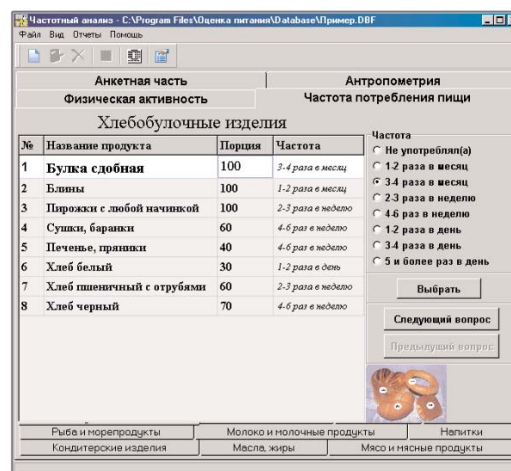 Частотный анализ - C:\Program Files\Оценка питания\Database\Пример.DBF
Файл Вид Отчеты Помощь
Анкетная часть Антропометрия
Физическая активность Частота потребления пищи
Хлебобулочные изделия
№ Название продукта Порция Частота
1 Булка сдобная 100 3-4 раза в месяц
2 Блины 100 1-2 раза в месяц
3 Пирожки с любой начинкой 100 2-3 раза в неделю
4 Сушки, баранки 60 4-6 раз в неделю
5 Печенье, пряники 40 4-6 раз в неделю
6 Хлеб белый 30 1-2 раза в день
7 Хлеб пшеничный с отрубями 60 2-3 раза в неделю
8 Хлеб черный 70 4-6 раз в неделю
Частота
Не употреблял(а)
1-2 раза в месяц
3-4 раза в месяц
2-3 раза в неделю
4-6 раз в неделю
1-2 раза в день
3-4 раза в день
5 и более раз в день
Выбрать
Следующий вопрос
Предыдущий вопрос
Рыба и морепродукты Молоко и молочные продукты Напитки
Кондитерские изделия Масла, жиры Мясо и мясные продукты